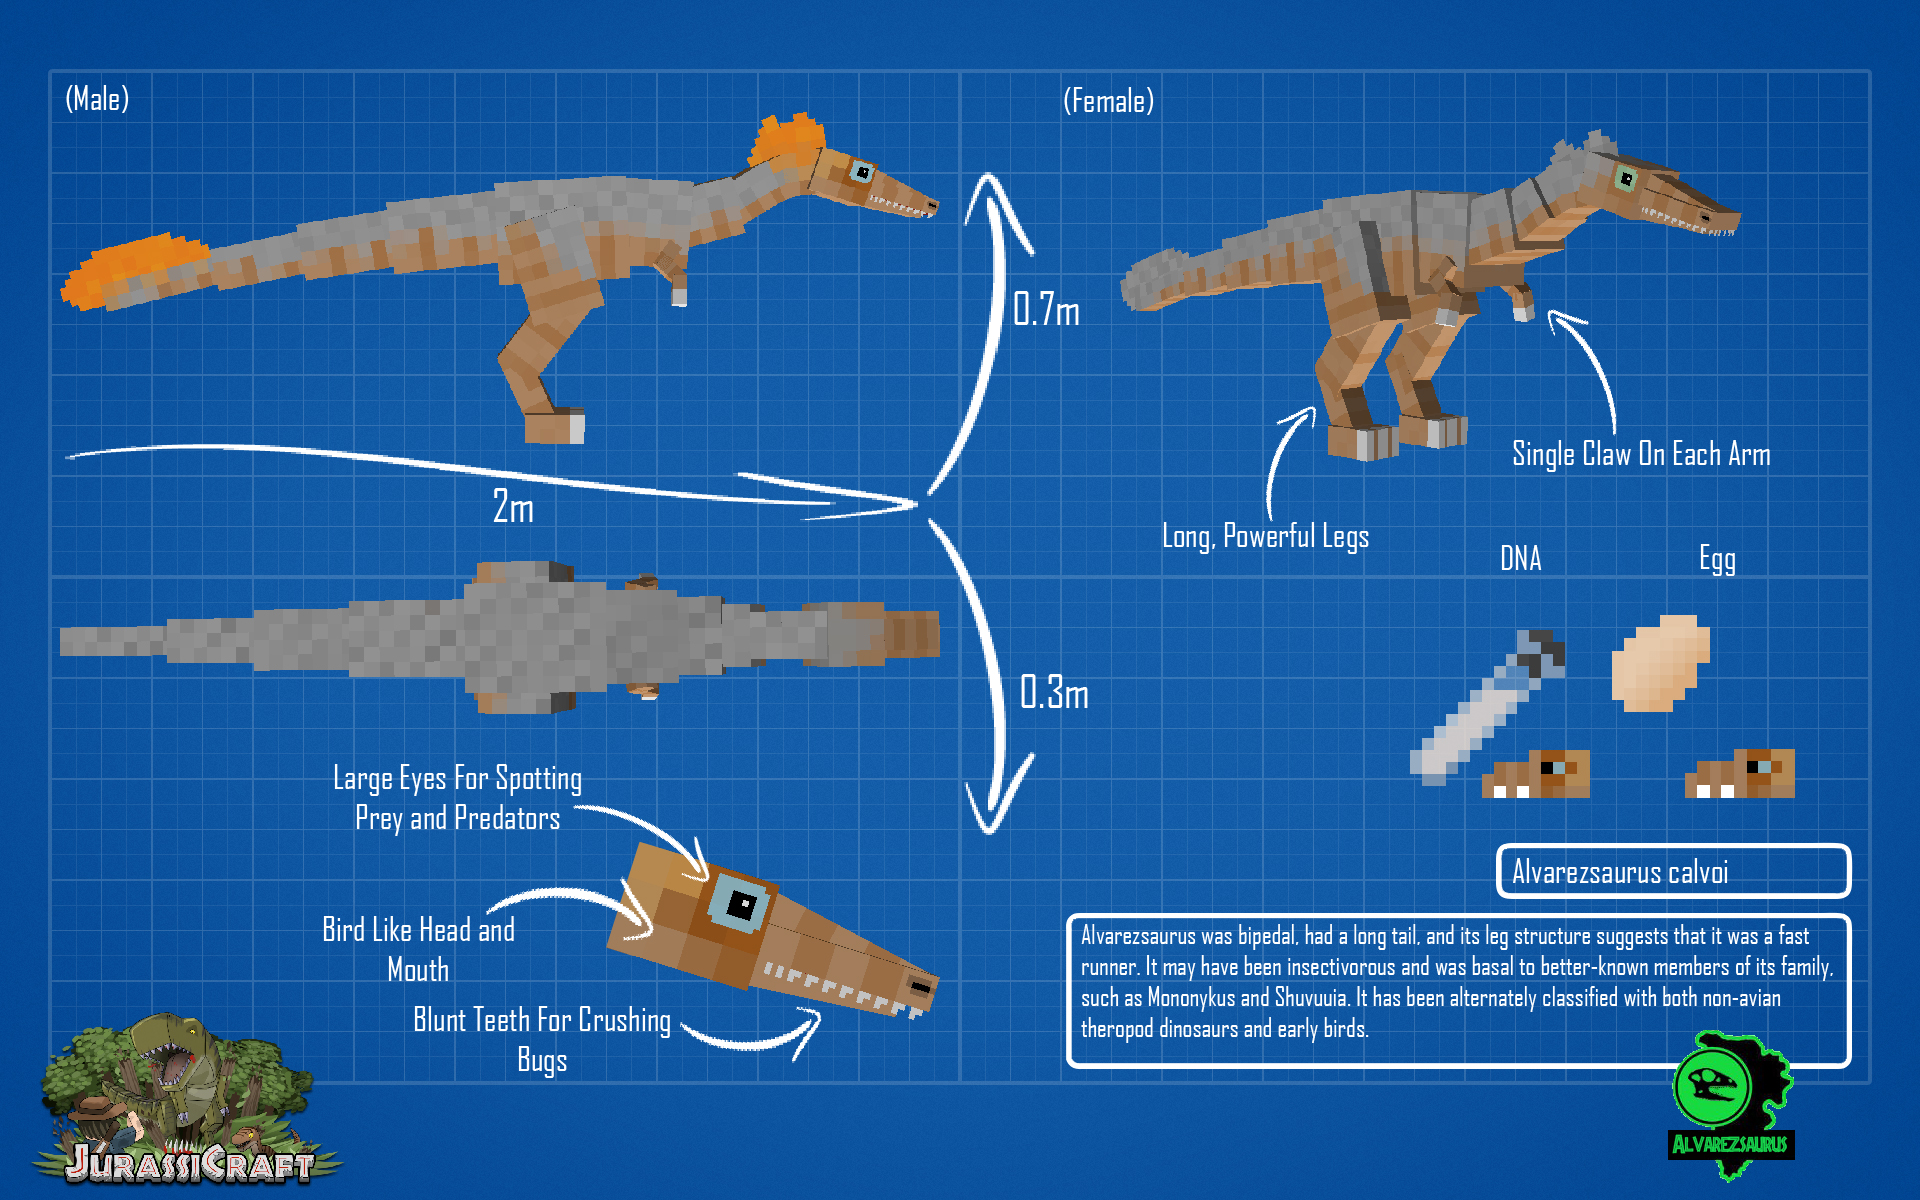 (Male)
(Female)
0.7m
2m
Single Claw On Each Arm
Long, Powerful Legs
DNA
Egg
0.3m
Large Eyes For Spotting
Prey and Predators
Bird Like Head and
Mouth
Blunt Teeth For Crushing
Bugs
Alvarezsaurus calvoi
Alvarezsaurus was bipedal, had a long tail, and its leg structure suggests that it was a fast
runner. It may have been insectivorous and was basal to better-known members of its family,
such as Mononykus and Shuvuuia. It has been alternately classified with both non-avian
theropod dinosaurs and early birds.
JURASSICRAFT
ALVAREZSAURUS